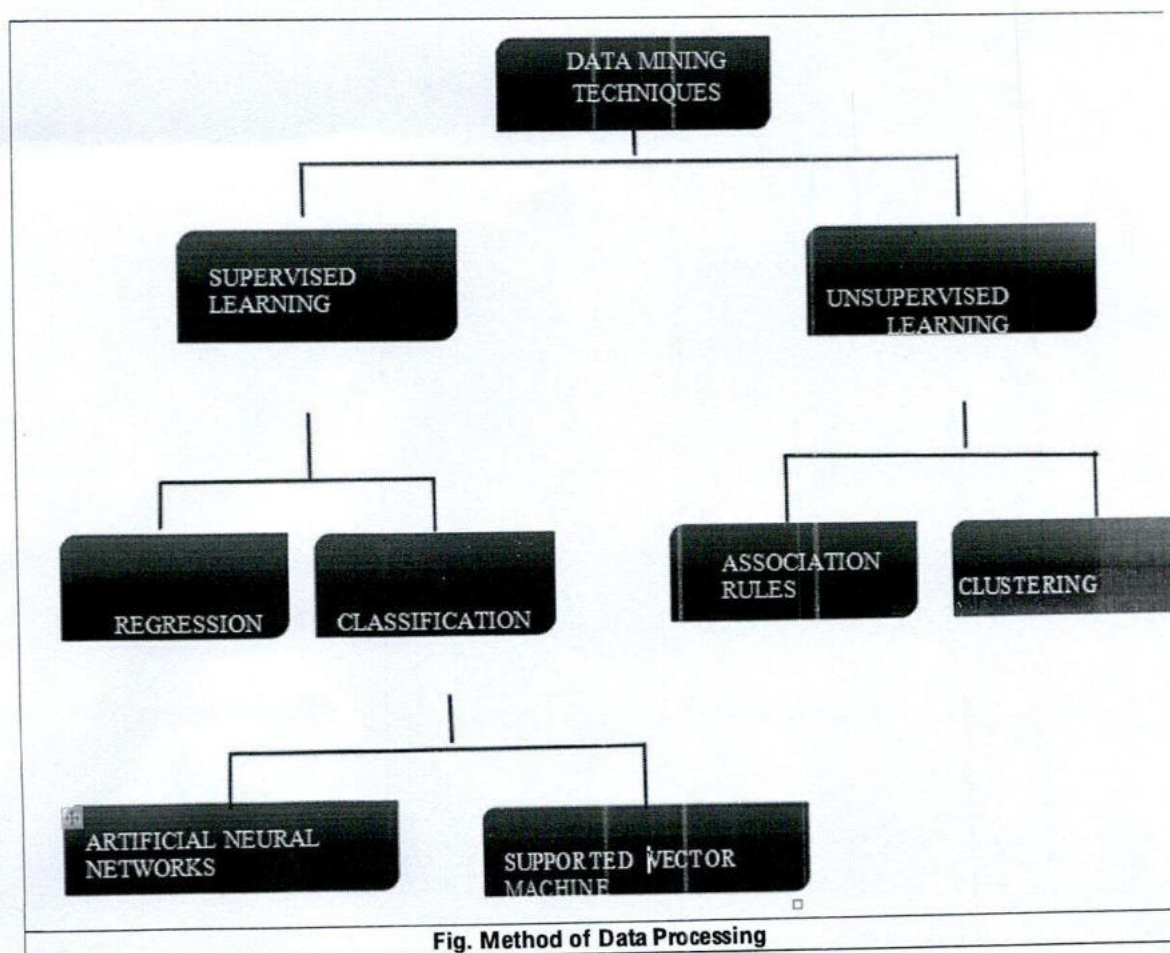 DATA MINING
TECHNIQUES
SUPERVISED
LEARNING
UNSUPERVISED
LEARNING
REGRESSION
CLASSIFICATION
ASSOCIATION
RULES
CLUSTERING
ARTIFICIAL NEURAL
NETWORKS
SUPPORTED VECTOR
MACHINE
Fig. Method of Data Processing